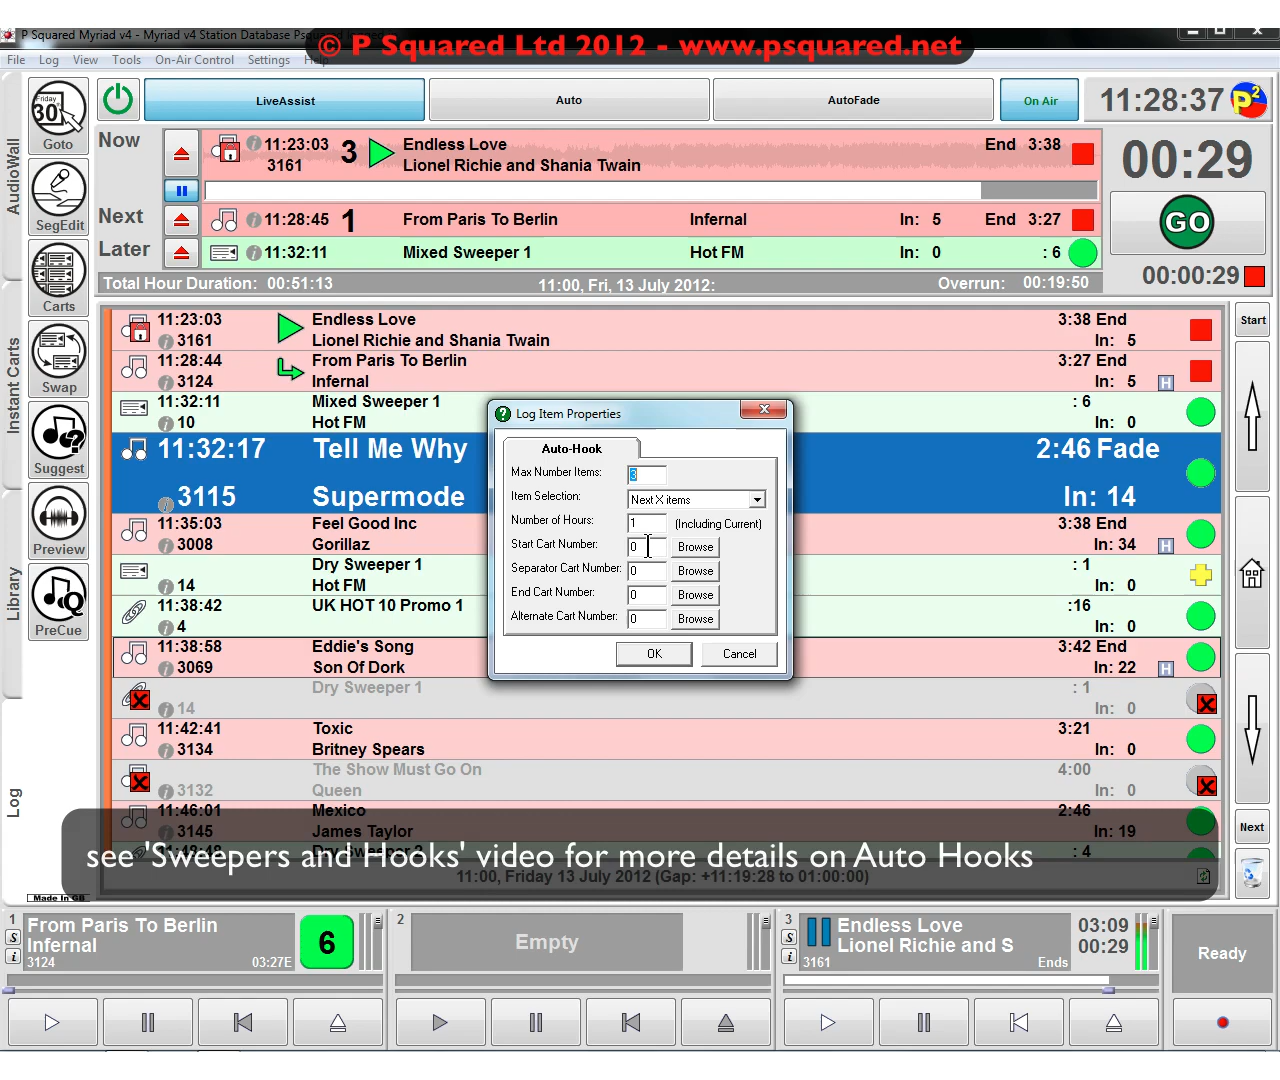 P Squared Myriad v4 - Myriad v4 Station Database Psq
© P Squared Ltd 2012 - www.psquared.net
File Log View Tools On-Air Control Settings Help
LiveAssist Auto AutoFade On Air 11:28:37
AudioWall
Instant Carts
Library
Log
Friday
30
Goto
SegEdit
Carts
Swap
Suggest
Preview
PreCue
Made In GB
Now
11:23:03 3 Endless Love End 3:38
3161 Lionel Richie and Shania Twain
00:29
Next 11:28:45 1 From Paris To Berlin Infernal In: 5 End 3:27
GO
Later 11:32:11 Mixed Sweeper 1 Hot FM In: 0 : 6
00:00:29
Total Hour Duration: 00:51:13 11:00, Fri, 13 July 2012: Overrun: 00:19:50
11:23:03 Endless Love 3:38 End
3161 Lionel Richie and Shania Twain In: 5
11:28:44 From Paris To Berlin 3:27 End
3124 Infernal In: 5 H
11:32:11 Mixed Sweeper 1 : 6
10 Hot FM In: 0
11:32:17 Tell Me Why 2:46 Fade
3115 Supermode In: 14
11:35:03 Feel Good Inc 3:38 End
3008 Gorillaz In: 34 H
Dry Sweeper 1 : 1
14 Hot FM In: 0
11:38:42 UK HOT 10 Promo 1 :16
4 In: 0
11:38:58 Eddie's Song 3:42 End
3069 Son Of Dork In: 22 H
Dry Sweeper 1 : 1
14 In: 0
11:42:41 Toxic 3:21
3134 Britney Spears In: 0
The Show Must Go On 4:00
3132 Queen In: 0
11:46:01 Mexico 2:46
3145 James Taylor In: 19
: 4
see 'Sweepers and Hooks' video for more details on Auto Hooks
11:00, Friday 13 July 2012 (Gap: +11:19:28 to 01:00:00)
Start
Next
Log Item Properties
Auto-Hook
Max Number Items: 3
Item Selection: Next X items
Number of Hours: 1 (Including Current)
Start Cart Number: 0 Browse
Separator Cart Number: 0 Browse
End Cart Number: 0 Browse
Alternate Cart Number: 0 Browse
OK Cancel
1 From Paris To Berlin
S Infernal 6
i 3124 03:27E
2 Empty
3 Endless Love 03:09
S Lionel Richie and S 00:29
i 3161 Ends
Ready